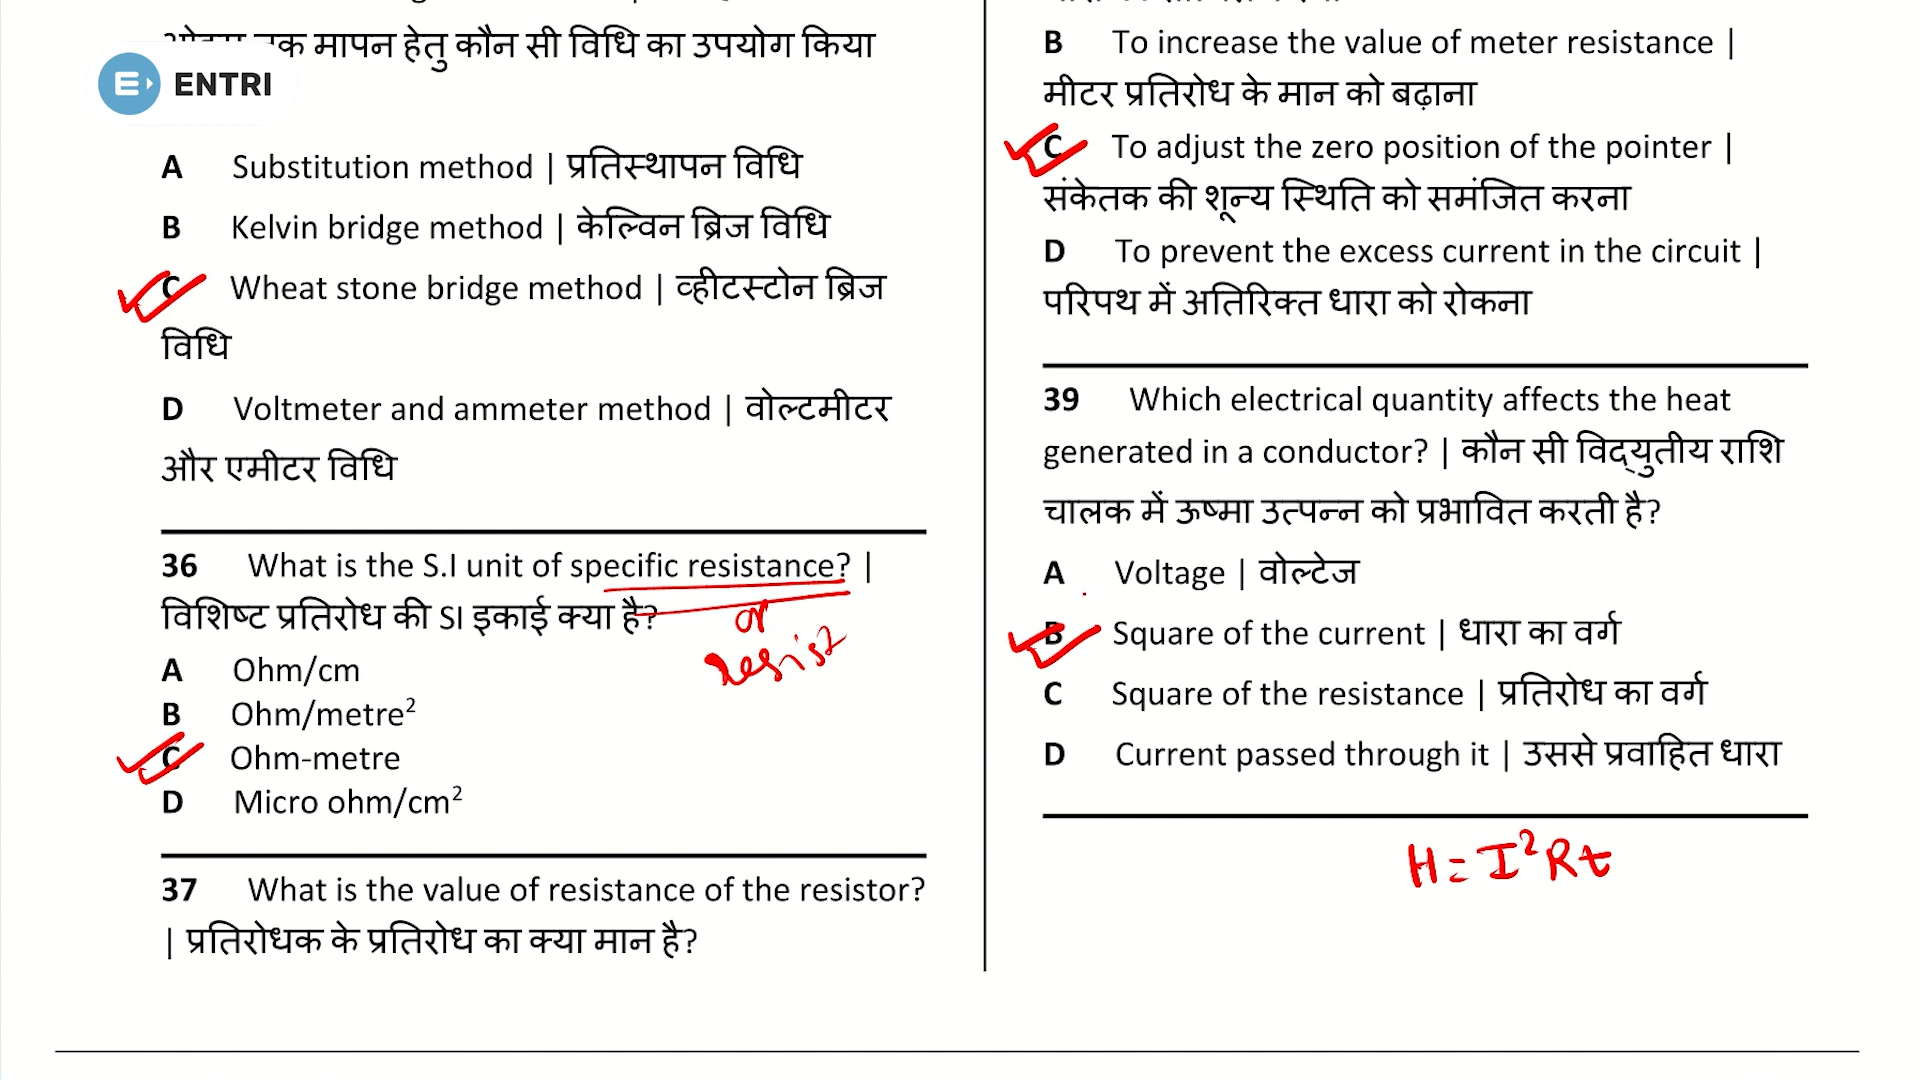 तक मापन हेतु कौन सी विधि का उपयोग किया
ENTRI
A Substitution method | प्रतिस्थापन विधि
B Kelvin bridge method | केल्विन ब्रिज विधि
C Wheat stone bridge method | व्हीटस्टोन ब्रिज
विधि
D Voltmeter and ammeter method | वोल्टमीटर
और एमीटर विधि
36 What is the S.I unit of specific resistance? |
विशिष्ट प्रतिरोध की SI इकाई क्या है?
or
resist
A Ohm/cm
B Ohm/metre²
C Ohm-metre
D Micro ohm/cm²
37 What is the value of resistance of the resistor?
| प्रतिरोधक के प्रतिरोध का क्या मान है?
B To increase the value of meter resistance |
मीटर प्रतिरोध के मान को बढ़ाना
C To adjust the zero position of the pointer |
संकेतक की शून्य स्थिति को समंजित करना
D To prevent the excess current in the circuit |
परिपथ में अतिरिक्त धारा को रोकना
39 Which electrical quantity affects the heat
generated in a conductor? | कौन सी विद्युतीय राशि
चालक में ऊष्मा उत्पन्न को प्रभावित करती है?
A Voltage | वोल्टेज
B Square of the current | धारा का वर्ग
C Square of the resistance | प्रतिरोध का वर्ग
D Current passed through it | उससे प्रवाहित धारा
H = I²Rt